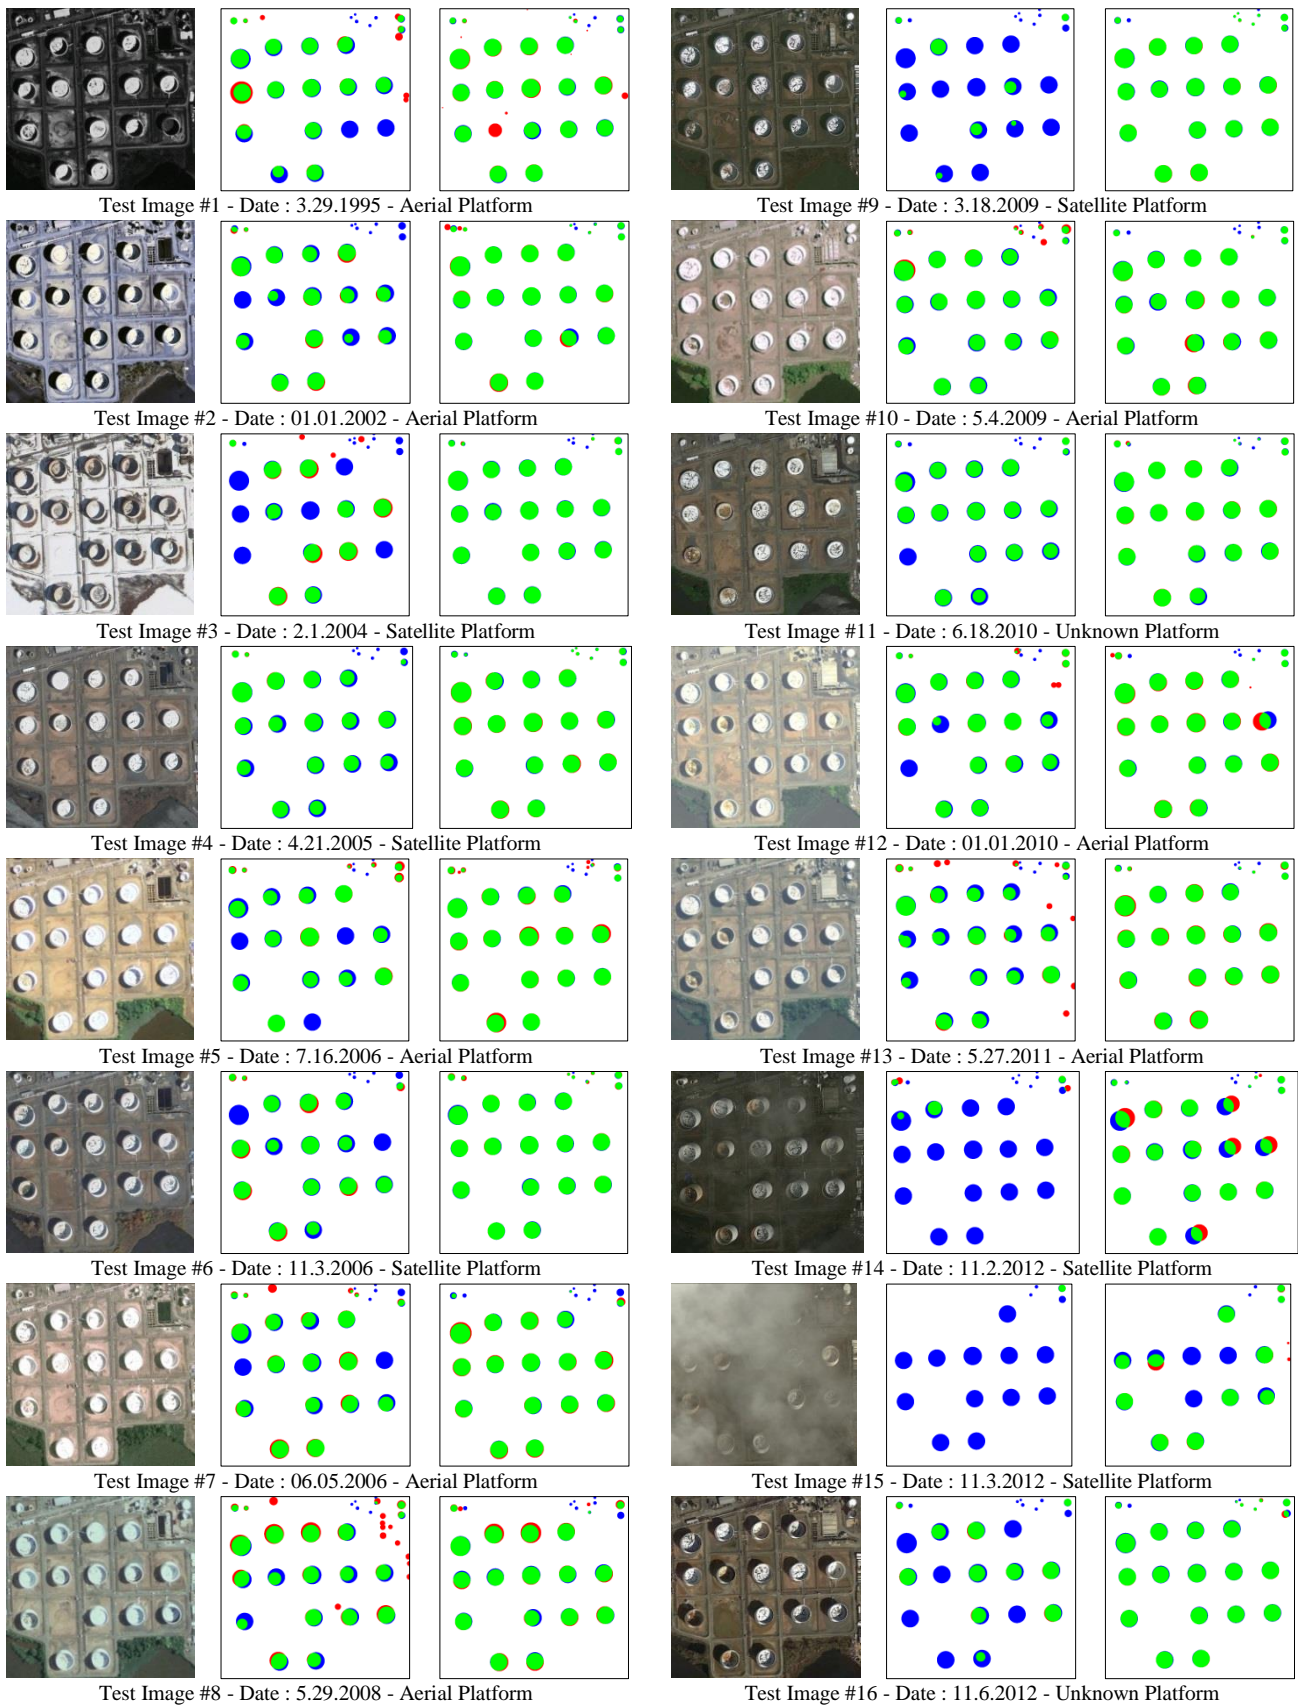 Test Image #1 - Date : 3.29.1995 - Aerial Platform
Test Image #9 - Date : 3.18.2009 - Satellite Platform
Test Image #2 - Date : 01.01.2002 - Aerial Platform
Test Image #10 - Date : 5.4.2009 - Aerial Platform
Test Image #3 - Date : 2.1.2004 - Satellite Platform
Test Image #11 - Date : 6.18.2010 - Unknown Platform
Test Image #4 - Date : 4.21.2005 - Satellite Platform
Test Image #12 - Date : 01.01.2010 - Aerial Platform
Test Image #5 - Date : 7.16.2006 - Aerial Platform
Test Image #13 - Date : 5.27.2011 - Aerial Platform
Test Image #6 - Date : 11.3.2006 - Satellite Platform
Test Image #14 - Date : 11.2.2012 - Satellite Platform
Test Image #7 - Date : 06.05.2006 - Aerial Platform
Test Image #15 - Date : 11.3.2012 - Satellite Platform
Test Image #8 - Date : 5.29.2008 - Aerial Platform
Test Image #16 - Date : 11.6.2012 - Unknown Platform